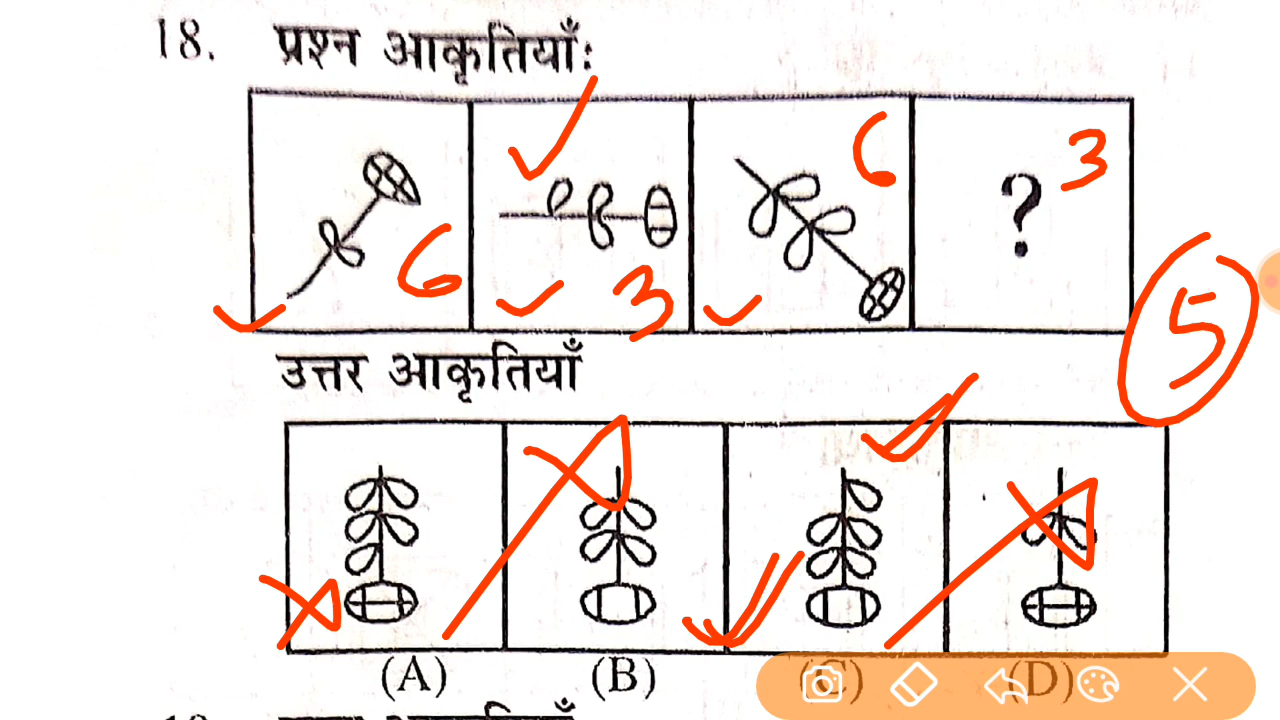 18. प्रश्न आकृतियाँ:
6 3 6 ? 3
5
उत्तर आकृतियाँ
(A) (B) (C) (D)